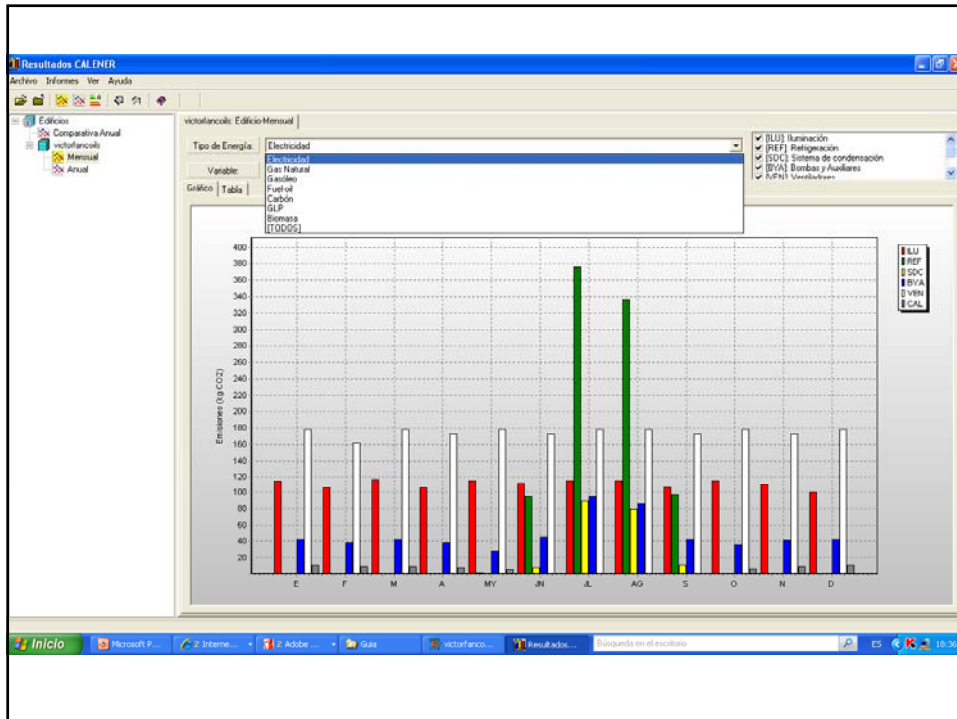 Resultados CALENER
Archivo Informes Ver Ayuda
Edificios
Comparativa Anual
victorfancoils
Mensual
Anual
victorfancoils: Edificio-Mensual
Tipo de Energía:
Electricidad
Variable:
Electricidad
Gas Natural
Gasóleo
Fuel-oil
Carbón
GLP
Biomasa
[TODOS]
[ILU]: Iluminación
[REF]: Refrigeración
[SDC]: Sistema de condensación
[BYA]: Bombas y Auxiliares
[VEN]: Ventiladores
Gráfico Tabla
400
380
360
340
320
300
280
260
240
220
200
180
160
140
120
100
80
60
40
20
Emisiones (kg CO2)
E F M A MY JN JL AG S O N D
ILU
REF
SDC
BYA
VEN
CAL
Inicio
Microsoft P...
2 Interne...
2 Adobe ...
Guia
victorfanco...
Resultados...
Búsqueda en el escritorio
ES
18:36